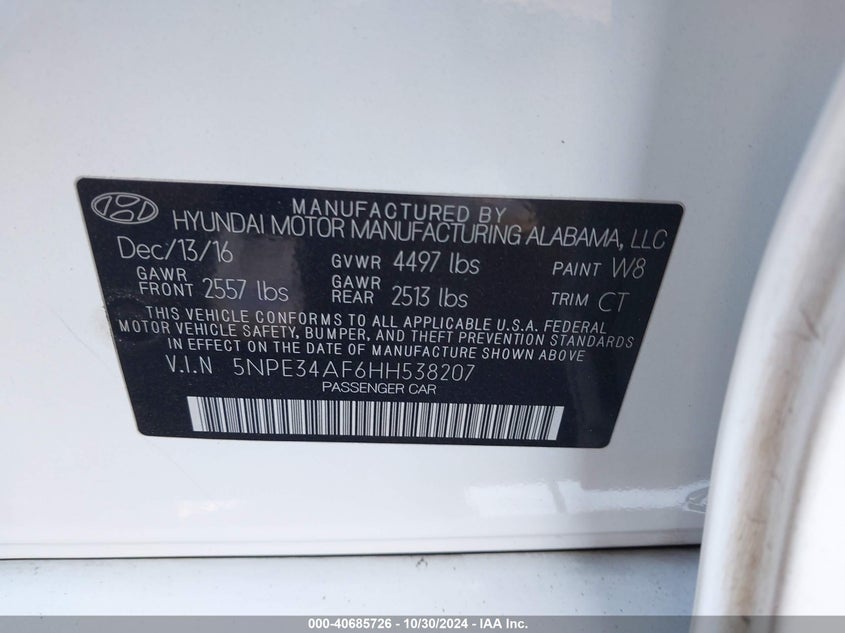 MANUFACTURED BY
HYUNDAI MOTOR MANUFACTURING ALABAMA, LLC
Dec/13/16 GVWR 4497 lbs PAINT W8
GAWR FRONT 2557 lbs GAWR REAR 2513 lbs TRIM CT
THIS VEHICLE CONFORMS TO ALL APPLICABLE U.S.A. FEDERAL
MOTOR VEHICLE SAFETY, BUMPER, AND THEFT PREVENTION STANDARDS
IN EFFECT ON THE DATE OF MANUFACTURE SHOWN ABOVE.
V.I.N 5NPE34AF6HH538207
PASSENGER CAR
000-40685726 | 10/30/2024 - IAA Inc.